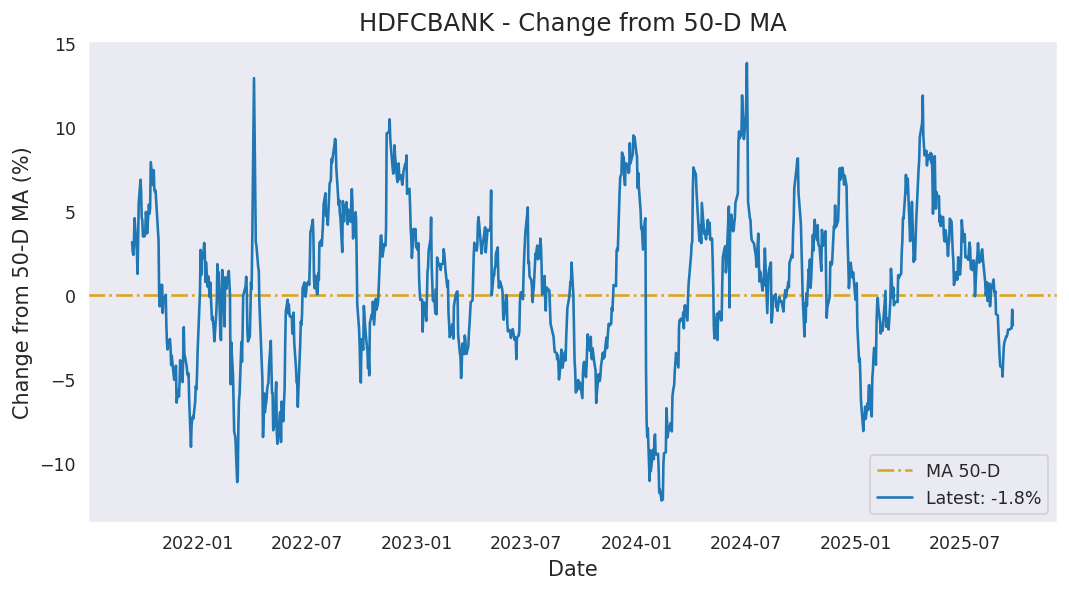 HDFCBANK - Change from 50-D MA
Change from 50-D MA (%)
15
10
5
0
−5
−10
MA 50-D
Latest: -1.8%
2022-01
2022-07
2023-01
2023-07
2024-01
2024-07
2025-01
2025-07
Date